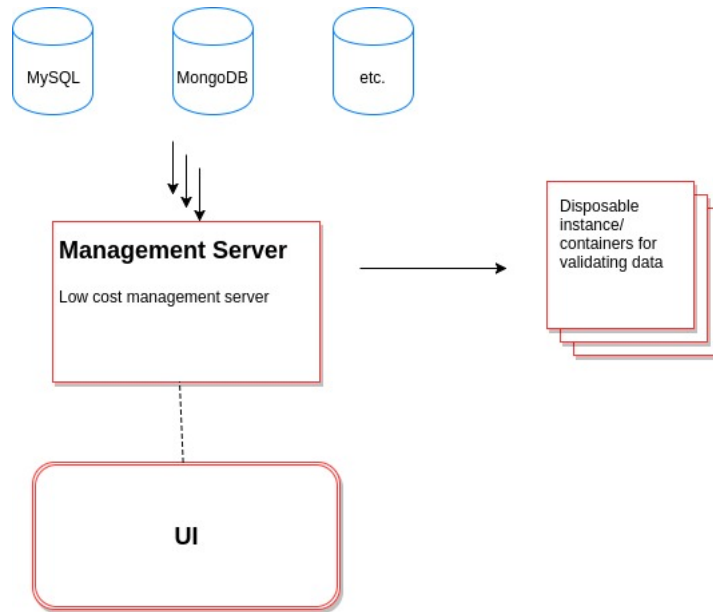 MySQL
MongoDB
etc.
Management Server
Low cost management server
Disposable
instance/
containers for
validating data
UI